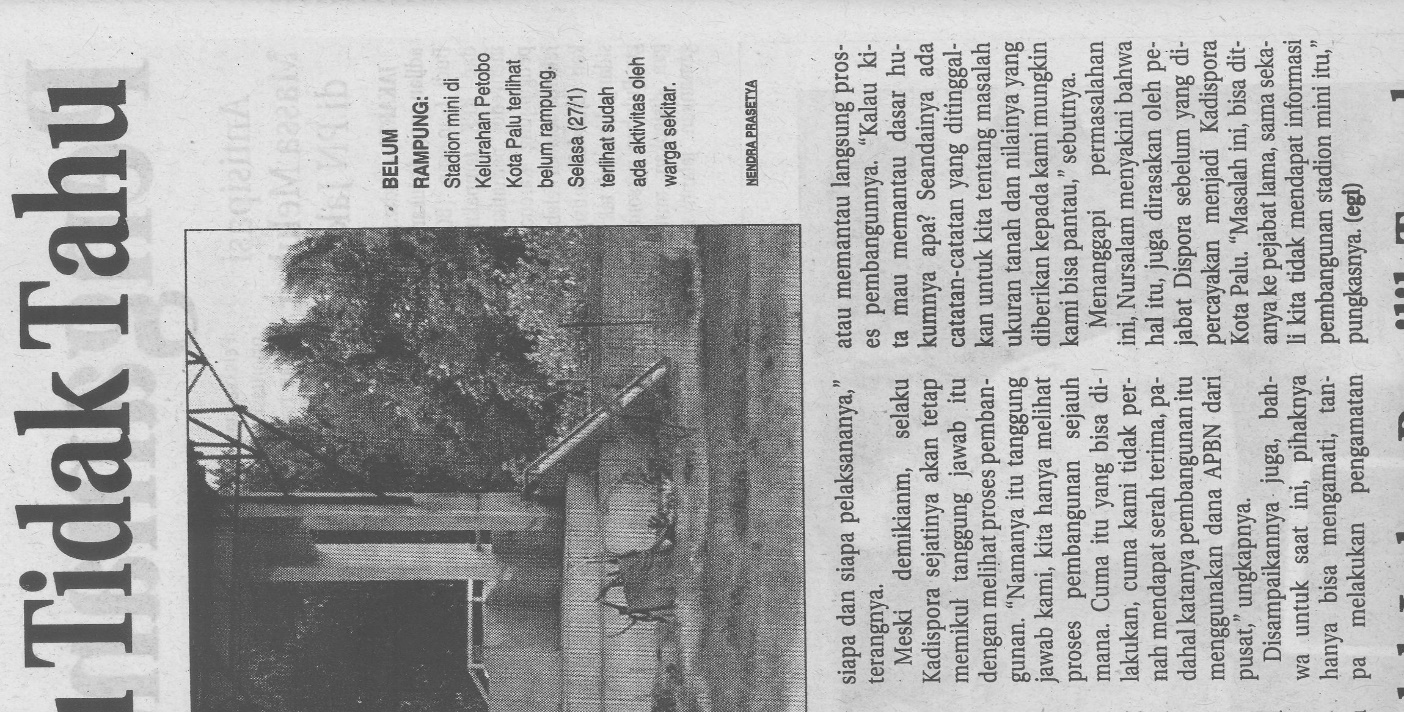 Tidak Tahu
BELUM
RAMPUNG:
Stadion mini di
Kelurahan Petobo
Kota Palu terlihat
belum rampung.
Selasa (27/1)
terlihat sudah
ada aktivitas oleh
warga sekitar.
NENDRA PRASETYA
siapa dan siapa pelaksananya,”
terangnya.
Meski demikianm, selaku
Kadispora sejatinya akan tetap
memikul tanggung jawab itu
dengan melihat proses pemban-
gunan. “Namanya itu tanggung
jawab kami, kita hanya melihat
proses pembangunan sejauh
mana. Cuma itu yang bisa di-
lakukan, cuma kami tidak per-
nah mendapat serah terima, pa-
dahal katanya pembangunan itu
menggunakan dana APBN dari
pusat,” ungkapnya.
Disampaikannya juga, bah-
wa untuk saat ini, pihaknya
hanya bisa mengamati, tan-
pa melakukan pengamatan
atau memantau langsung pros-
es pembangunnya. “Kalau ki-
ta mau memantau dasar hu-
kumnya apa? Seandainya ada
catatan-catatan yang ditinggal-
kan untuk kita tentang masalah
ukuran tanah dan nilainya yang
diberikan kepada kami mungkin
kami bisa pantau,” sebutnya.
Menanggapi permasalahan
ini, Nursalam menyakini bahwa
hal itu, juga dirasakan oleh pe-
jabat Dispora sebelum yang di-
percayakan menjadi Kadispora
Kota Palu. “Masalah ini, bisa dit-
anya ke pejabat lama, sama seka-
li kita tidak mendapat informasi
pembangunan stadion mini itu,”
pungkasnya. (egi)